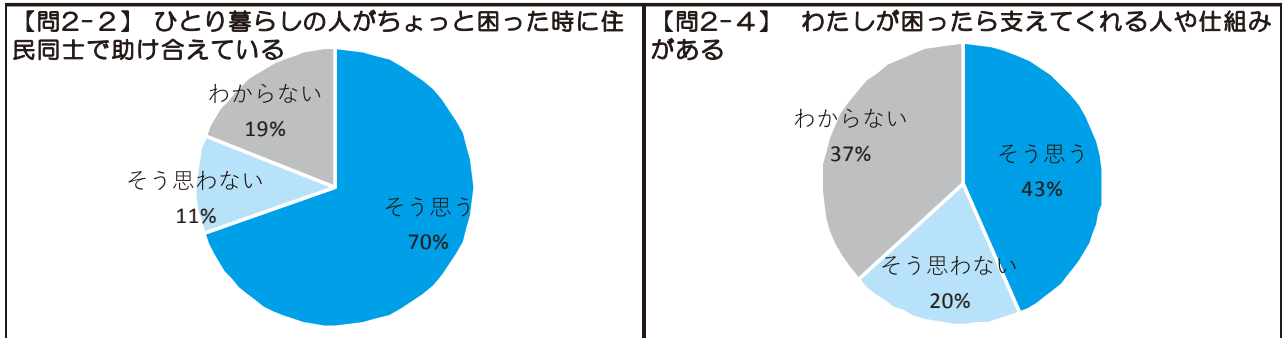 【問2-2】 ひとり暮らしの人がちょっと困った時に住
民同士で助け合えている
わからない
19%
そう思わない
11%
そう思う
70%
【問2-4】 わたしが困ったら支えてくれる人や仕組み
がある
わからない
37%
そう思う
43%
そう思わない
20%